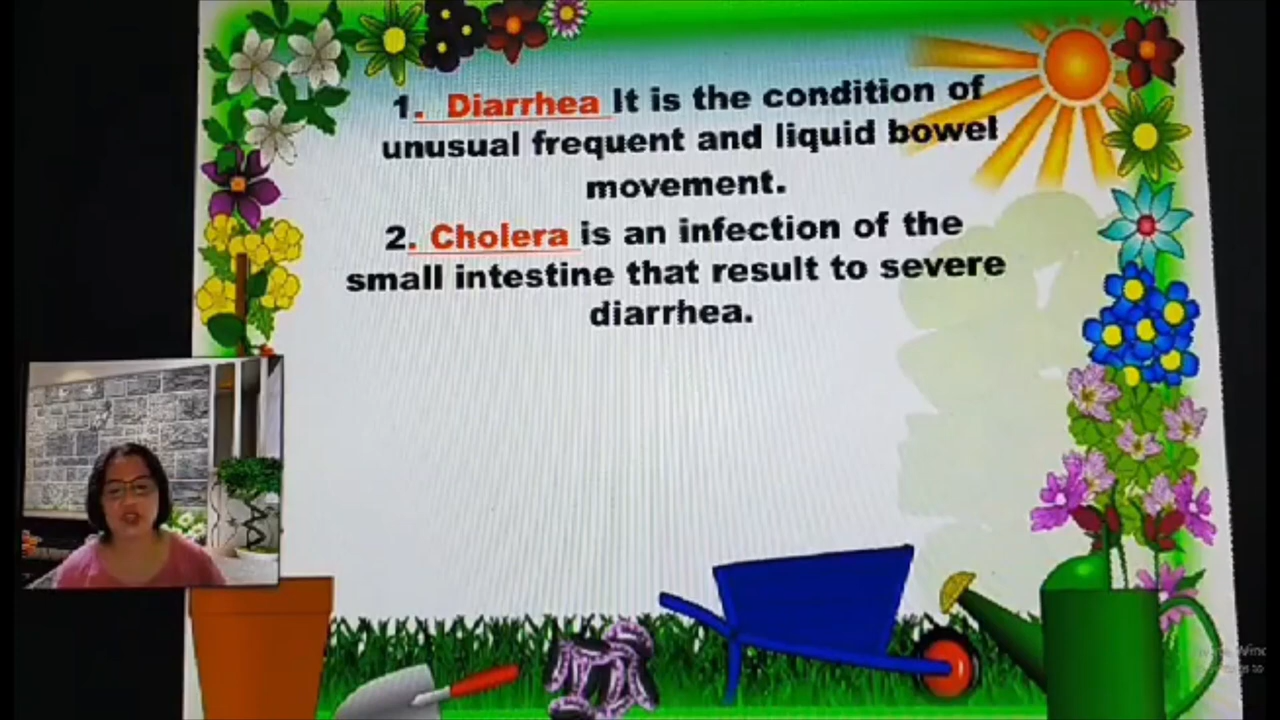 1. Diarrhea It is the condition of
unusual frequent and liquid bowel
movement.
2. Cholera is an infection of the
small intestine that result to severe
diarrhea.